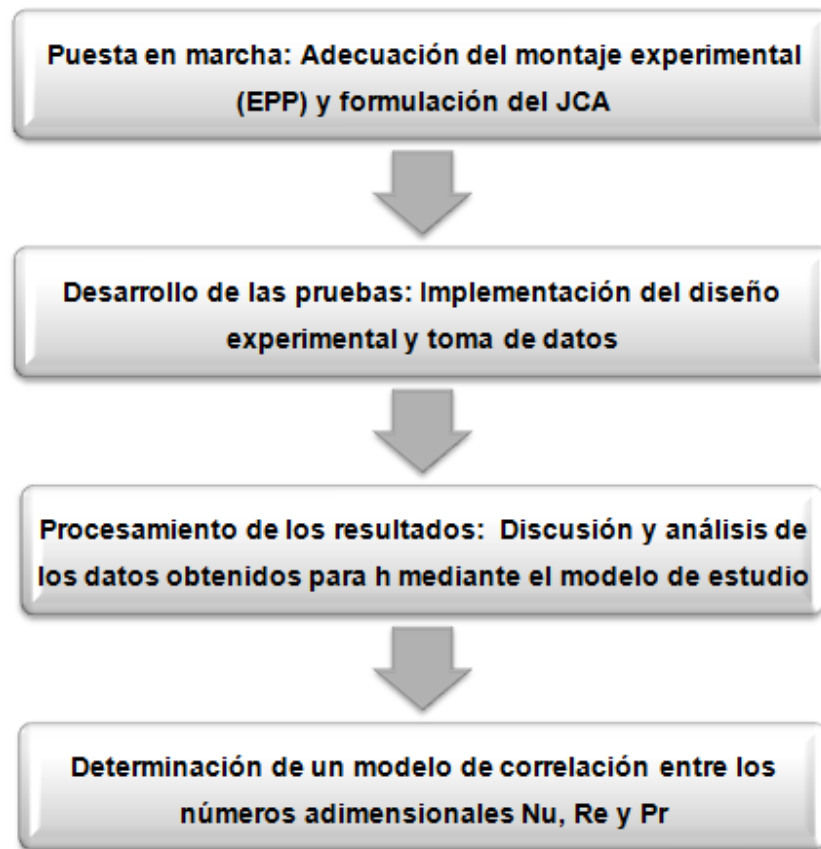 Puesta en marcha: Adecuación del montaje experimental
(EPP) y formulación del JCA
Desarrollo de las pruebas: Implementación del diseño
experimental y toma de datos
Procesamiento de los resultados: Discusión y análisis de
los datos obtenidos para h mediante el modelo de estudio
Determinación de un modelo de correlación entre los
números adimensionales Nu, Re y Pr